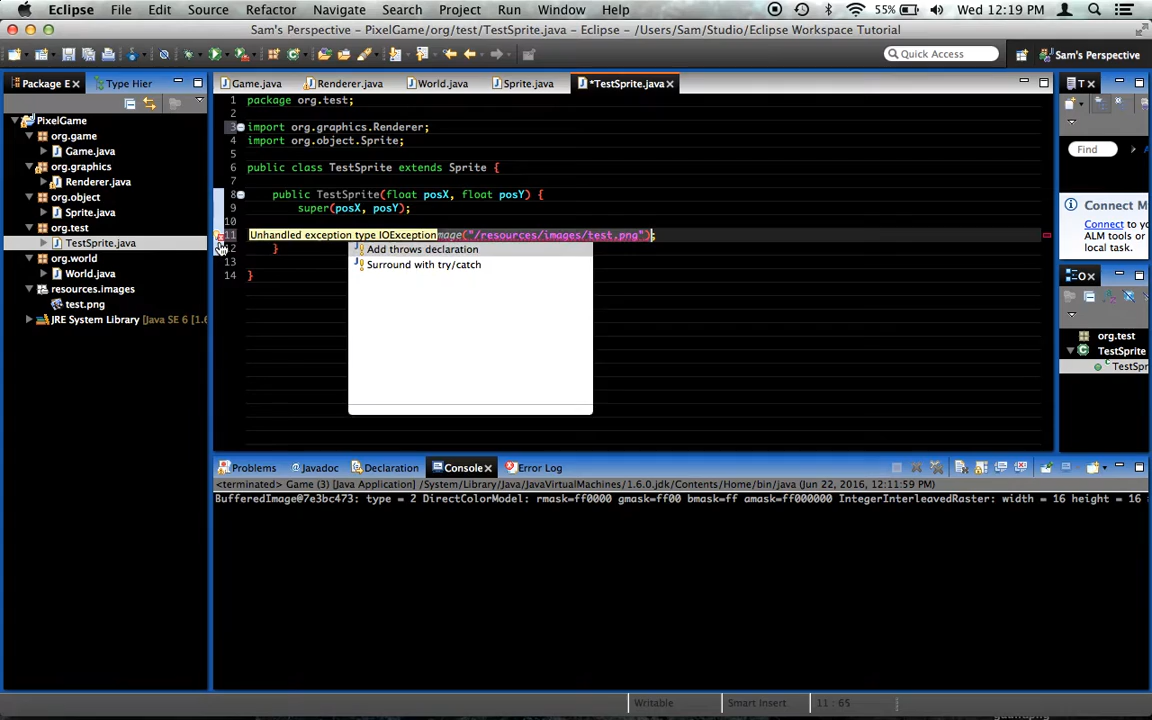 Eclipse File Edit Source Refactor Navigate Search Project Run Window Help 55% Wed 12:19 PM
Sam's Perspective - PixelGame/org/test/TestSprite.java - Eclipse - /Users/Sam/Studio/Eclipse Workspace Tutorial
Quick Access Sam's Perspective
Package E Type Hier
PixelGame
org.game
Game.java
org.graphics
Renderer.java
org.object
Sprite.java
org.test
TestSprite.java
org.world
World.java
resources.images
test.png
JRE System Library [Java SE 6 [1.6
Game.java Renderer.java World.java Sprite.java *TestSprite.java
1 package org.test;
2
3 import org.graphics.Renderer;
4 import org.object.Sprite;
5
6 public class TestSprite extends Sprite {
7
8 public TestSprite(float posX, float posY) {
9 super(posX, posY);
10
11 Unhandled exception type IOException mage("/resources/images/test.png");
12 }
13
14 }
Add throws declaration
Surround with try/catch
T
Find
Connect M
Connect to
ALM tools or
local task.
O
org.test
TestSprite
TestSpr
Problems Javadoc Declaration Console Error Log
<terminated> Game (3) [Java Application] /System/Library/Java/JavaVirtualMachines/1.6.0.jdk/Contents/Home/bin/java (Jun 22, 2016, 12:11:59 PM)
BufferedImage@7e3bc473: type = 2 DirectColorModel: rmask=ff0000 gmask=ff00 bmask=ff amask=ff000000 IntegerInterleavedRaster: width = 16 height = 16
Writable Smart Insert 11 : 65